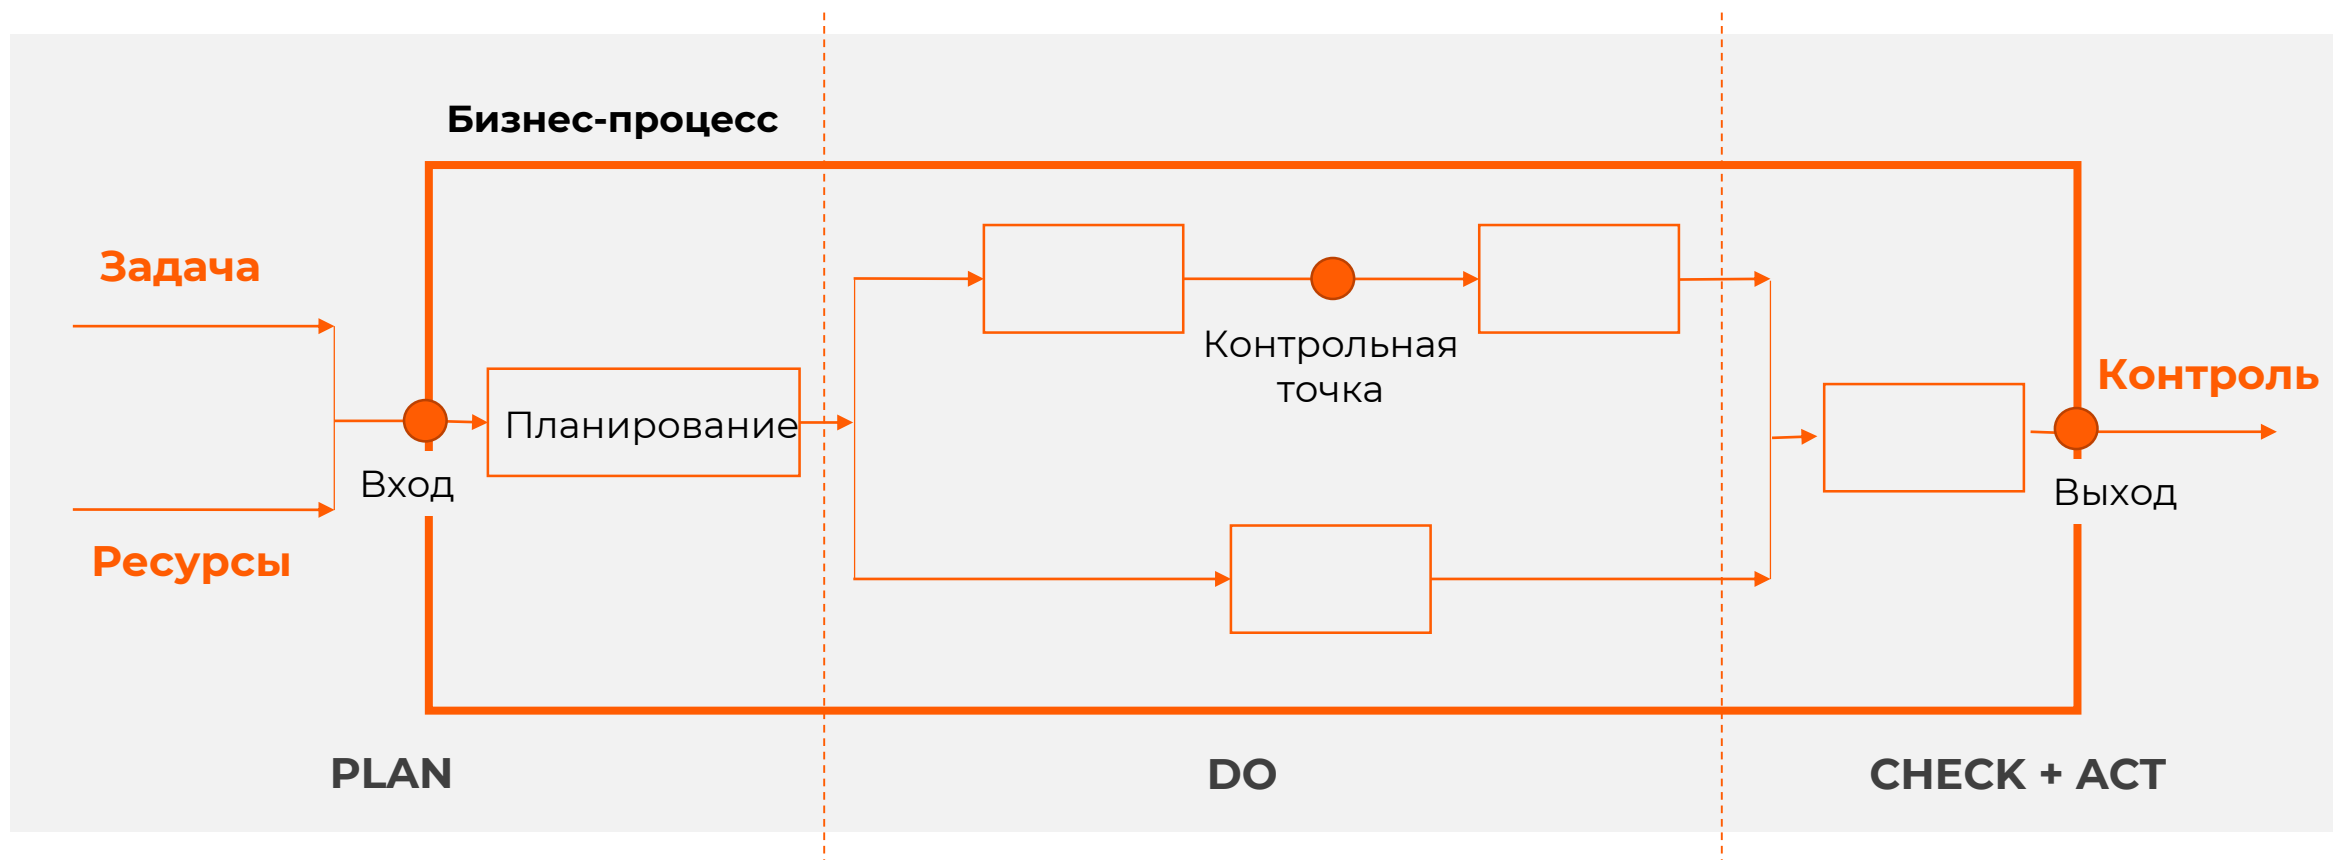 Бизнес-процесс
Задача
Контрольная
точка
Контроль
Планирование
Вход
Выход
Ресурсы
PLAN
DO
CHECK + ACT